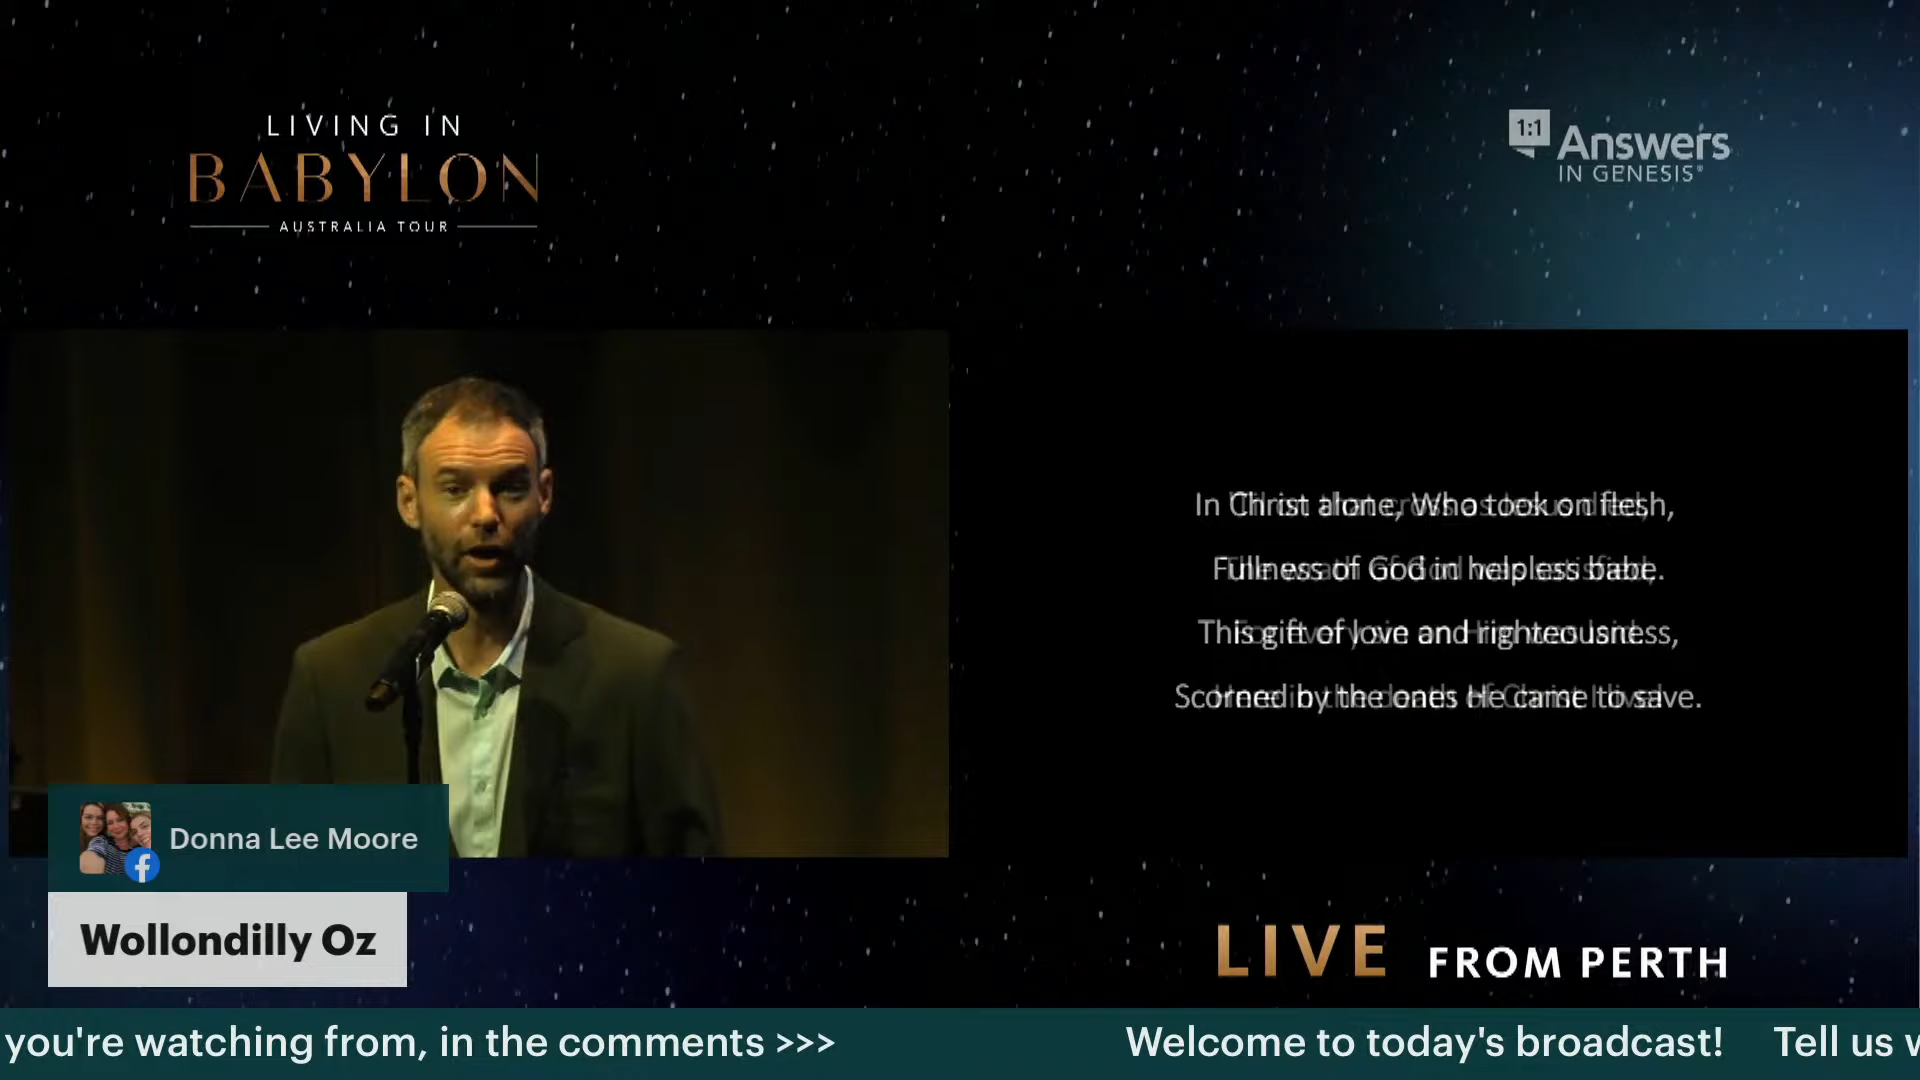 LIVING IN
BABYLON
AUSTRALIA TOUR
1:1
Answers
IN GENESIS®
In Christ alone, Who took on flesh,
Fullness of God in helpless babe.
This gift of love and righteousness,
Scorned by the ones He came to save.
Donna Lee Moore
Wollondilly Oz
LIVE FROM PERTH
you're watching from, in the comments >>> Welcome to today's broadcast! Tell us